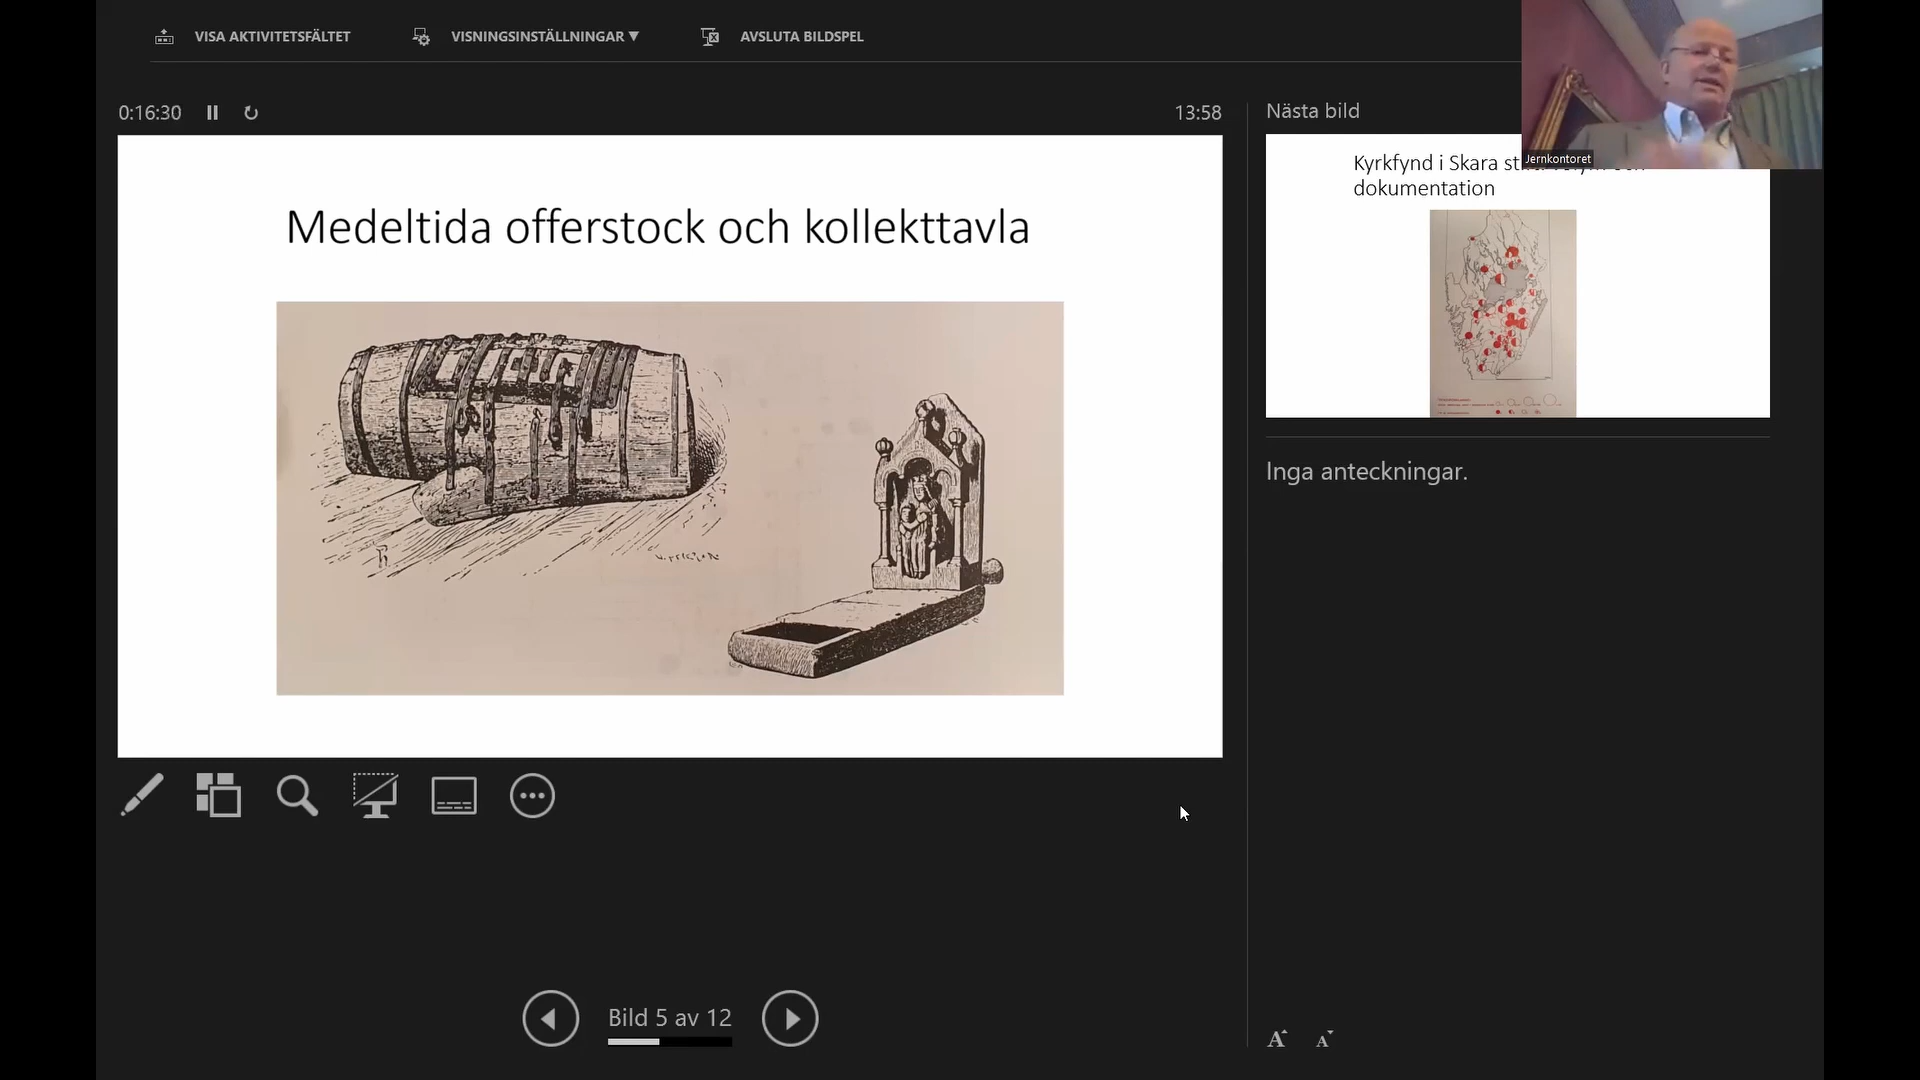 VISA AKTIVITETSFÄLTET
VISNINGSINSTÄLLNINGAR ▼
AVSLUTA BILDSPEL
0:16:30
13:58
Medeltida offerstock och kollekttavla
Bild 5 av 12
Nästa bild
Jernkontoret
Kyrkfynd i Skara
dokumentation
Inga anteckningar.